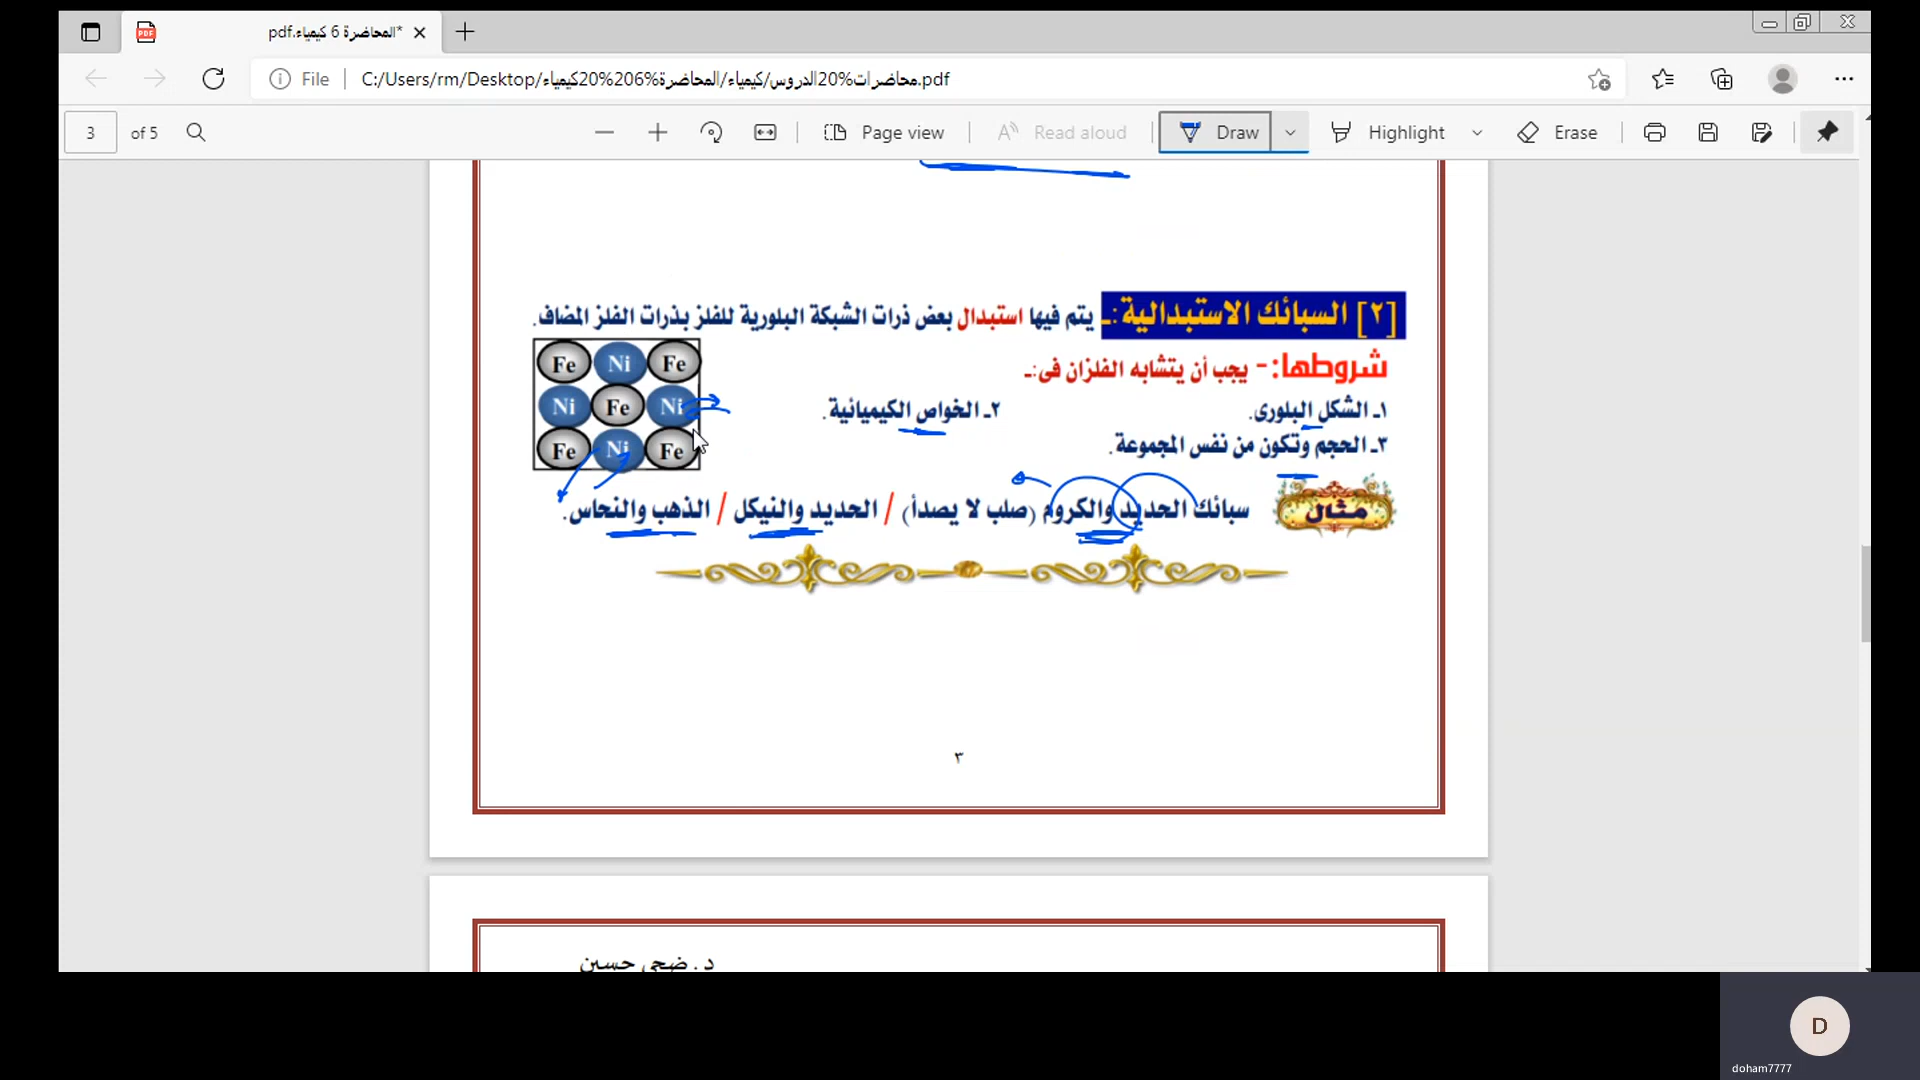 المحاضرة 6 كيمياء.pdf*
File
C:/Users/rm/Desktop/محاضرات%20الدروس/كيمياء/المحاضرة%206%20كيمياء.pdf
3 of 5
Page view
Read aloud
Draw
Highlight
Erase
[٢] السبائك الاستبدالية :ـ يتم فيها استبدال بعض ذرات الشبكة البلورية للفلز بذرات الفلز المضاف.
شروطها: - يجب أن يتشابه الفلزان فى :ـ
١ـ الشكل البلورى. ٢ـ الخواص الكيميائية.
٣ـ الحجم وتكون من نفس المجموعة.
Fe Ni Fe
Ni Fe Ni
Fe Ni Fe
مثال سبائك الحديد والكروم (صلب لا يصدأ) / الحديد والنيكل / الذهب والنحاس.
٣
د . ضحى حسين
D
doham7777